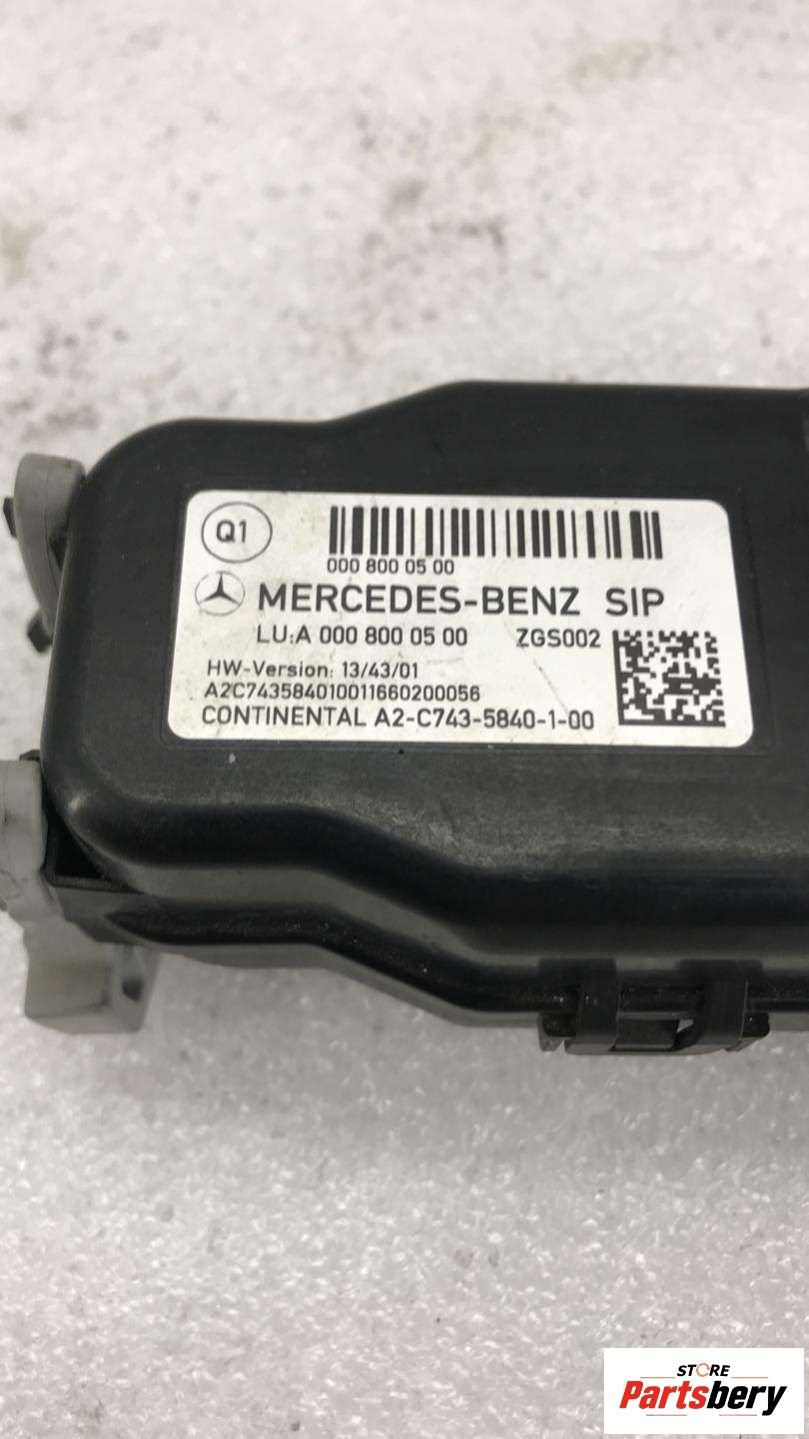 Q1
000 800 05 00
MERCEDES-BENZ SIP
LU:A 000 800 05 00 ZGS002
HW-Version: 13/43/01
A2C743584010011660200056
CONTINENTAL A2-C743-5840-1-00
STORE
Partsbery